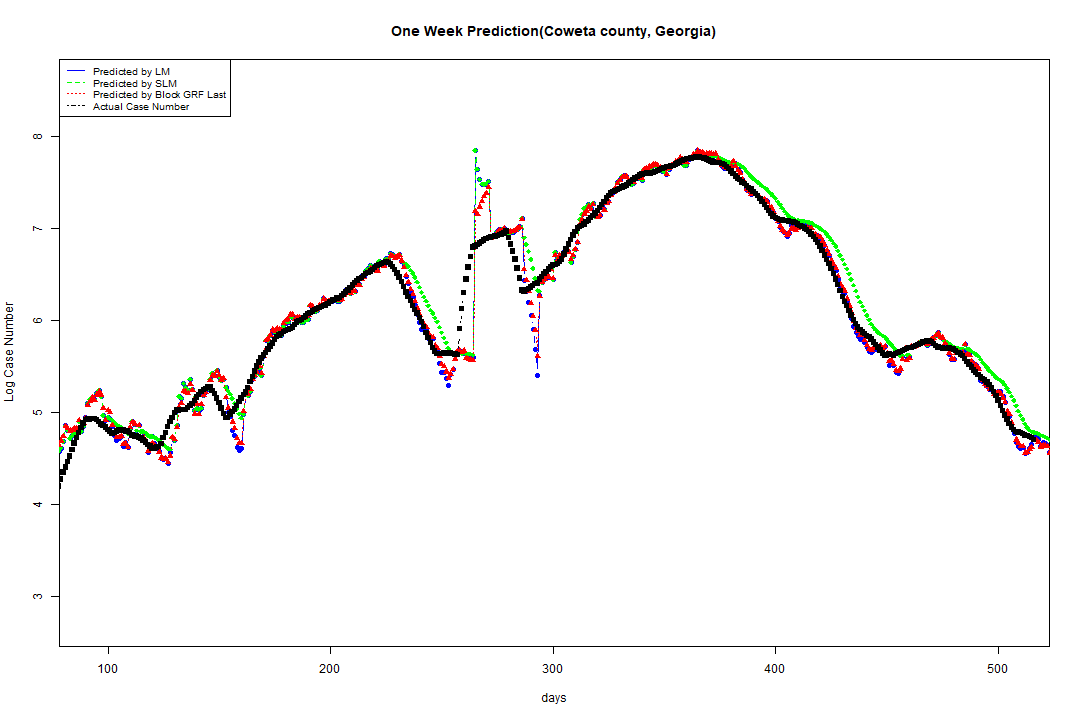 One Week Prediction(Coweta county, Georgia)
Predicted by LM
Predicted by SLM
Predicted by Block GRF Last
Actual Case Number
Log Case Number
8
7
6
5
4
3
100 200 300 400 500
days